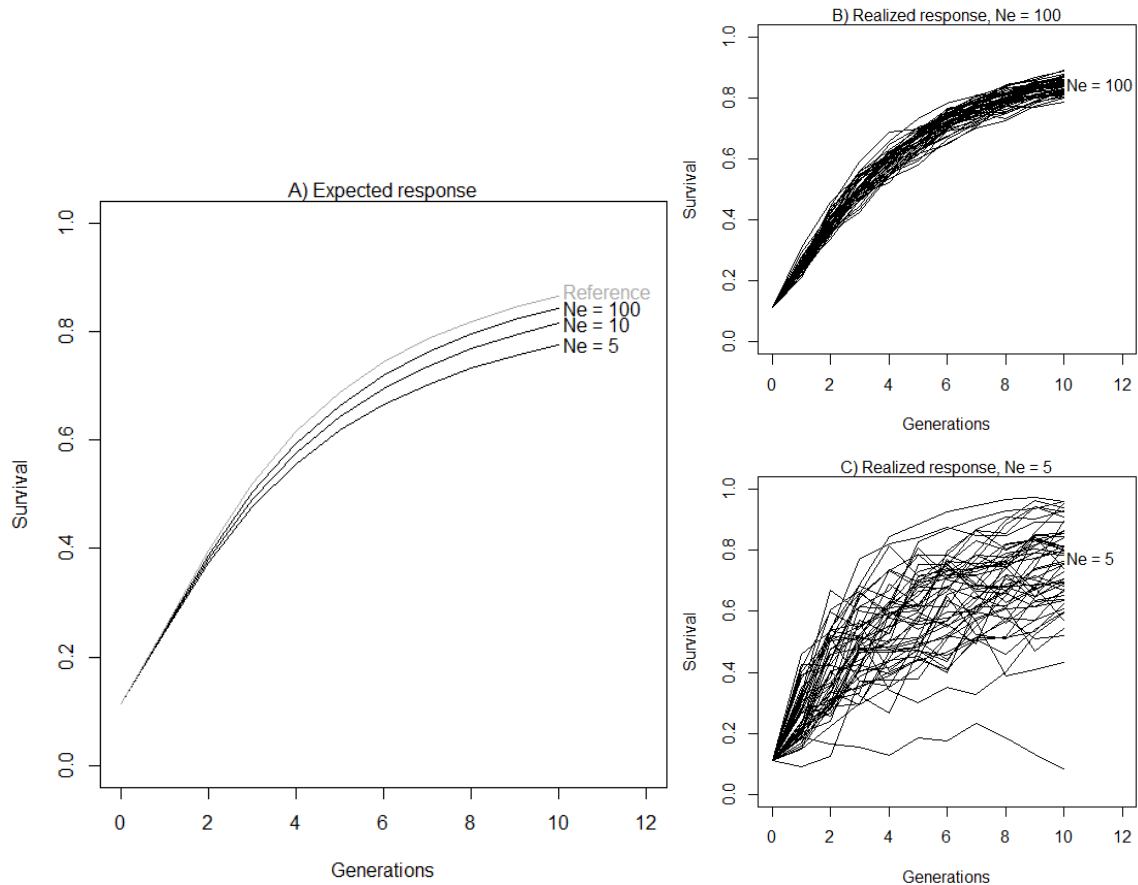 A) Expected response
Survival
1.0
0.8
0.6
0.4
0.2
0.0
Reference
Ne = 100
Ne = 10
Ne = 5
0 2 4 6 8 10 12
Generations
B) Realized response, Ne = 100
Survival
1.0
0.8
0.6
0.4
0.2
0.0
Ne = 100
0 2 4 6 8 10 12
Generations
C) Realized response, Ne = 5
Survival
1.0
0.8
0.6
0.4
0.2
0.0
Ne = 5
0 2 4 6 8 10 12
Generations